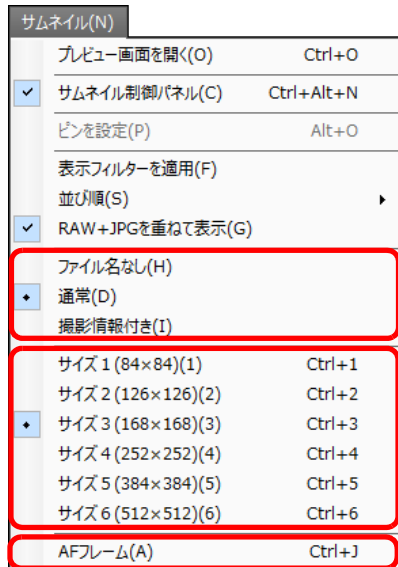 サムネイル(N)
プレビュー画面を開く(O) Ctrl+O
サムネイル制御パネル(C) Ctrl+Alt+N
ピンを設定(P) Alt+O
表示フィルターを適用(F)
並び順(S)
RAW+JPGを重ねて表示(G)
ファイル名なし(H)
通常(D)
撮影情報付き(I)
サイズ1(84×84)(1) Ctrl+1
サイズ2(126×126)(2) Ctrl+2
サイズ3(168×168)(3) Ctrl+3
サイズ4(252×252)(4) Ctrl+4
サイズ5(384×384)(5) Ctrl+5
サイズ6(512×512)(6) Ctrl+6
AFフレーム(A) Ctrl+J